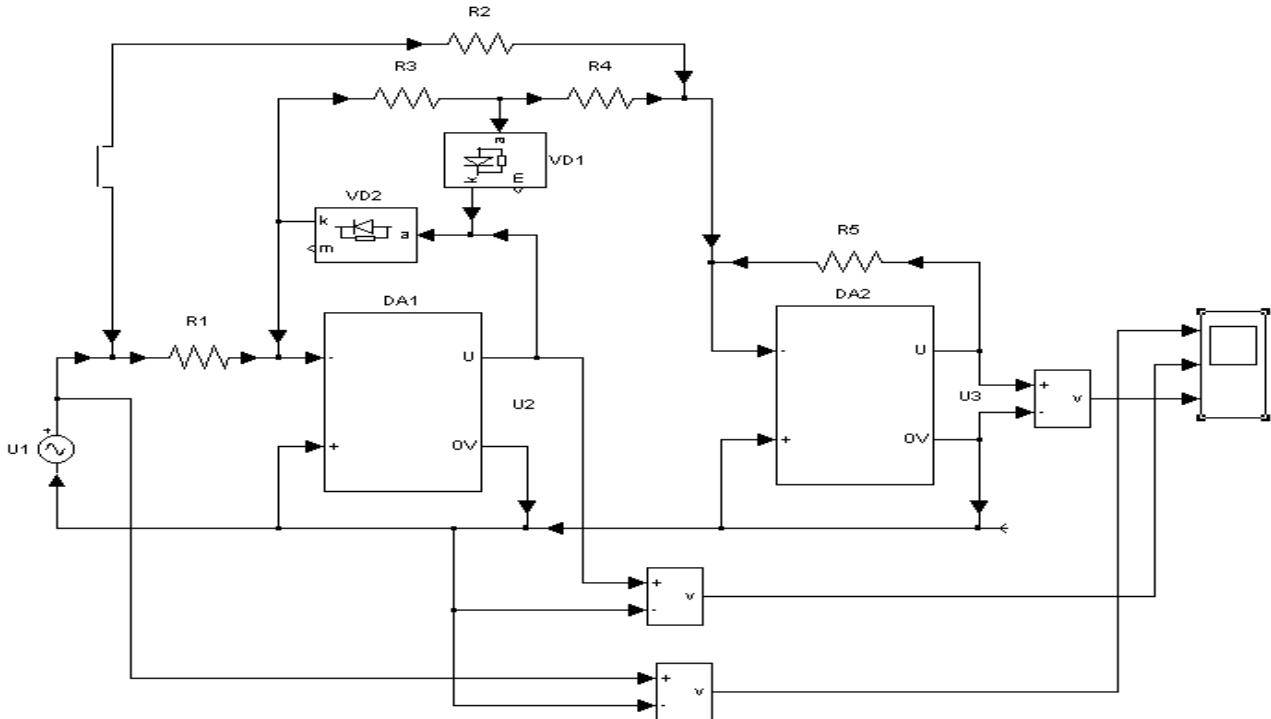 R2
R3
R4
a
VD1
k
m
VD2
k
a
m
R5
DA1
DA2
R1
-
U
-
U
U2
U3
+
v
-
+
U1
+
0V
+
0V
+
v
-
+
v
-